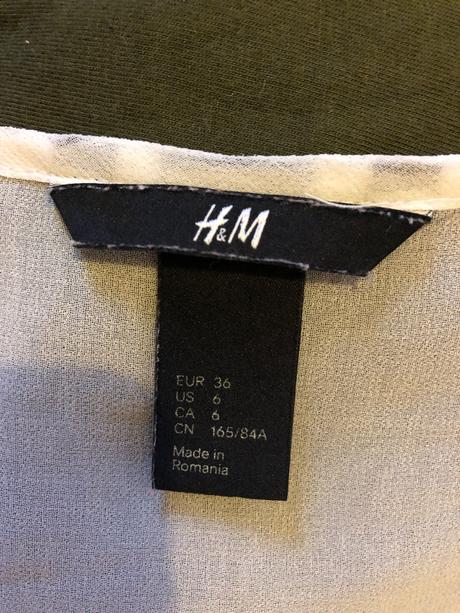 H&M
EUR 36
US 6
CA 6
CN 165/84A
Made in
Romania